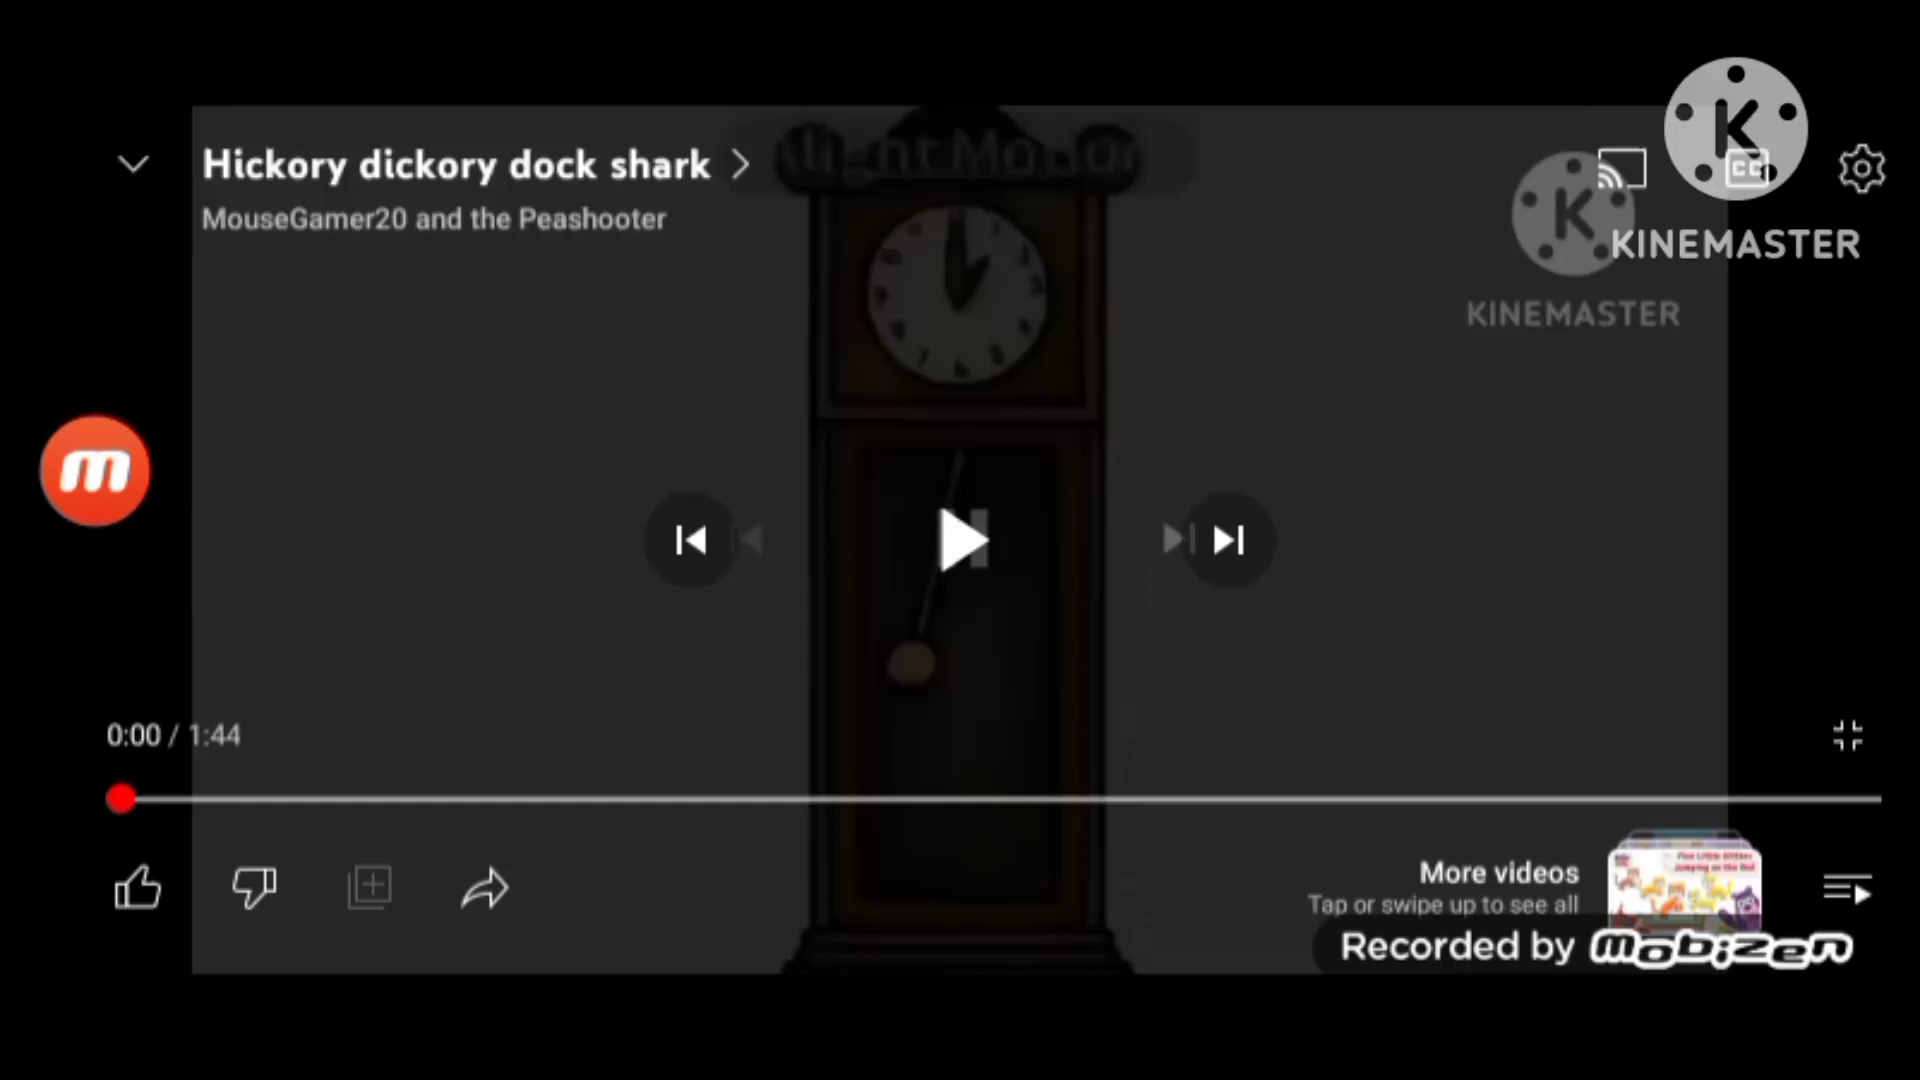 Hickory dickory dock shark
MouseGamer20 and the Peashooter
CC
KINEMASTER
KINEMASTER
0:00 / 1:44
More videos
Tap or swipe up to see all
Recorded by mobizen